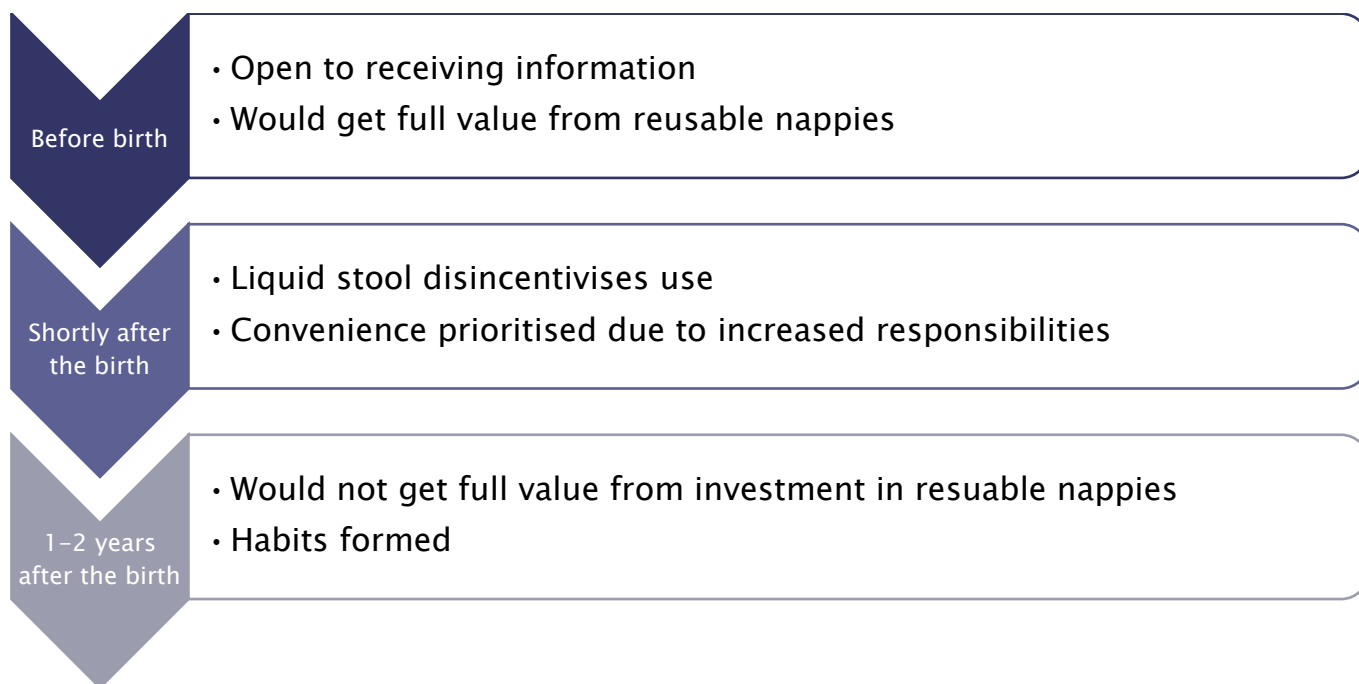 Before birth
• Open to receiving information
• Would get full value from reusable nappies
Shortly after
the birth
• Liquid stool disincentivises use
• Convenience prioritised due to increased responsibilities
1-2 years
after the birth
• Would not get full value from investment in resuable nappies
• Habits formed